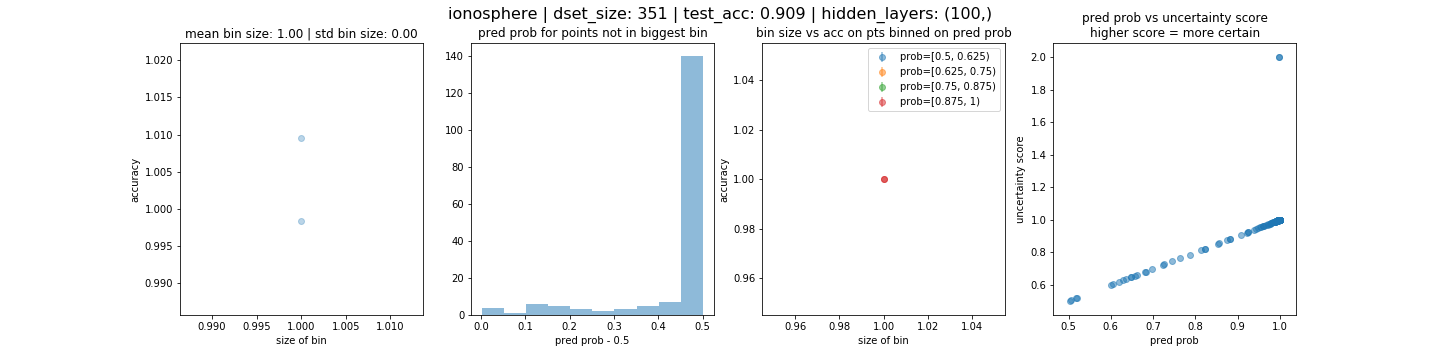 ionosphere | dset_size: 351 | test_acc: 0.909 | hidden_layers: (100,)
mean bin size: 1.00 | std bin size: 0.00
1.020
1.015
1.010
1.005
1.000
0.995
0.990
accuracy
0.990
0.995
1.000
1.005
1.010
size of bin
pred prob for points not in biggest bin
140
120
100
80
60
40
20
0
0.0
0.1
0.2
0.3
0.4
0.5
pred prob - 0.5
bin size vs acc on pts binned on pred prob
prob=[0.5, 0.625)
prob=[0.625, 0.75)
prob=[0.75, 0.875)
prob=[0.875, 1)
1.04
1.02
1.00
0.98
0.96
accuracy
0.96
0.98
1.00
1.02
1.04
size of bin
pred prob vs uncertainty score
higher score = more certain
2.0
1.8
1.6
1.4
1.2
1.0
0.8
0.6
uncertainty score
0.5
0.6
0.7
0.8
0.9
1.0
pred prob